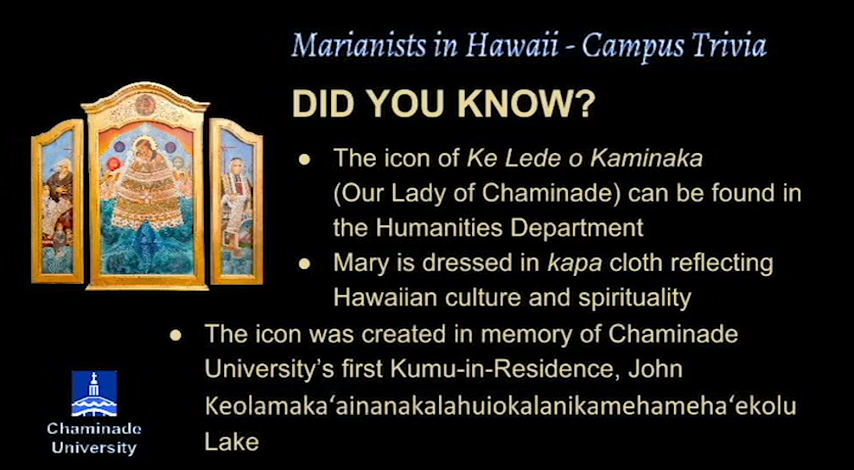 Marianists in Hawaii - Campus Trivia
DID YOU KNOW?
● The icon of Ke Lede o Kaminaka
(Our Lady of Chaminade) can be found in
the Humanities Department
● Mary is dressed in kapa cloth reflecting
Hawaiian culture and spirituality
● The icon was created in memory of Chaminade
University's first Kumu-in-Residence, John
Keolamakaʻainanakalahuiokalanikamehamehaʻekolu
Lake
Chaminade
University